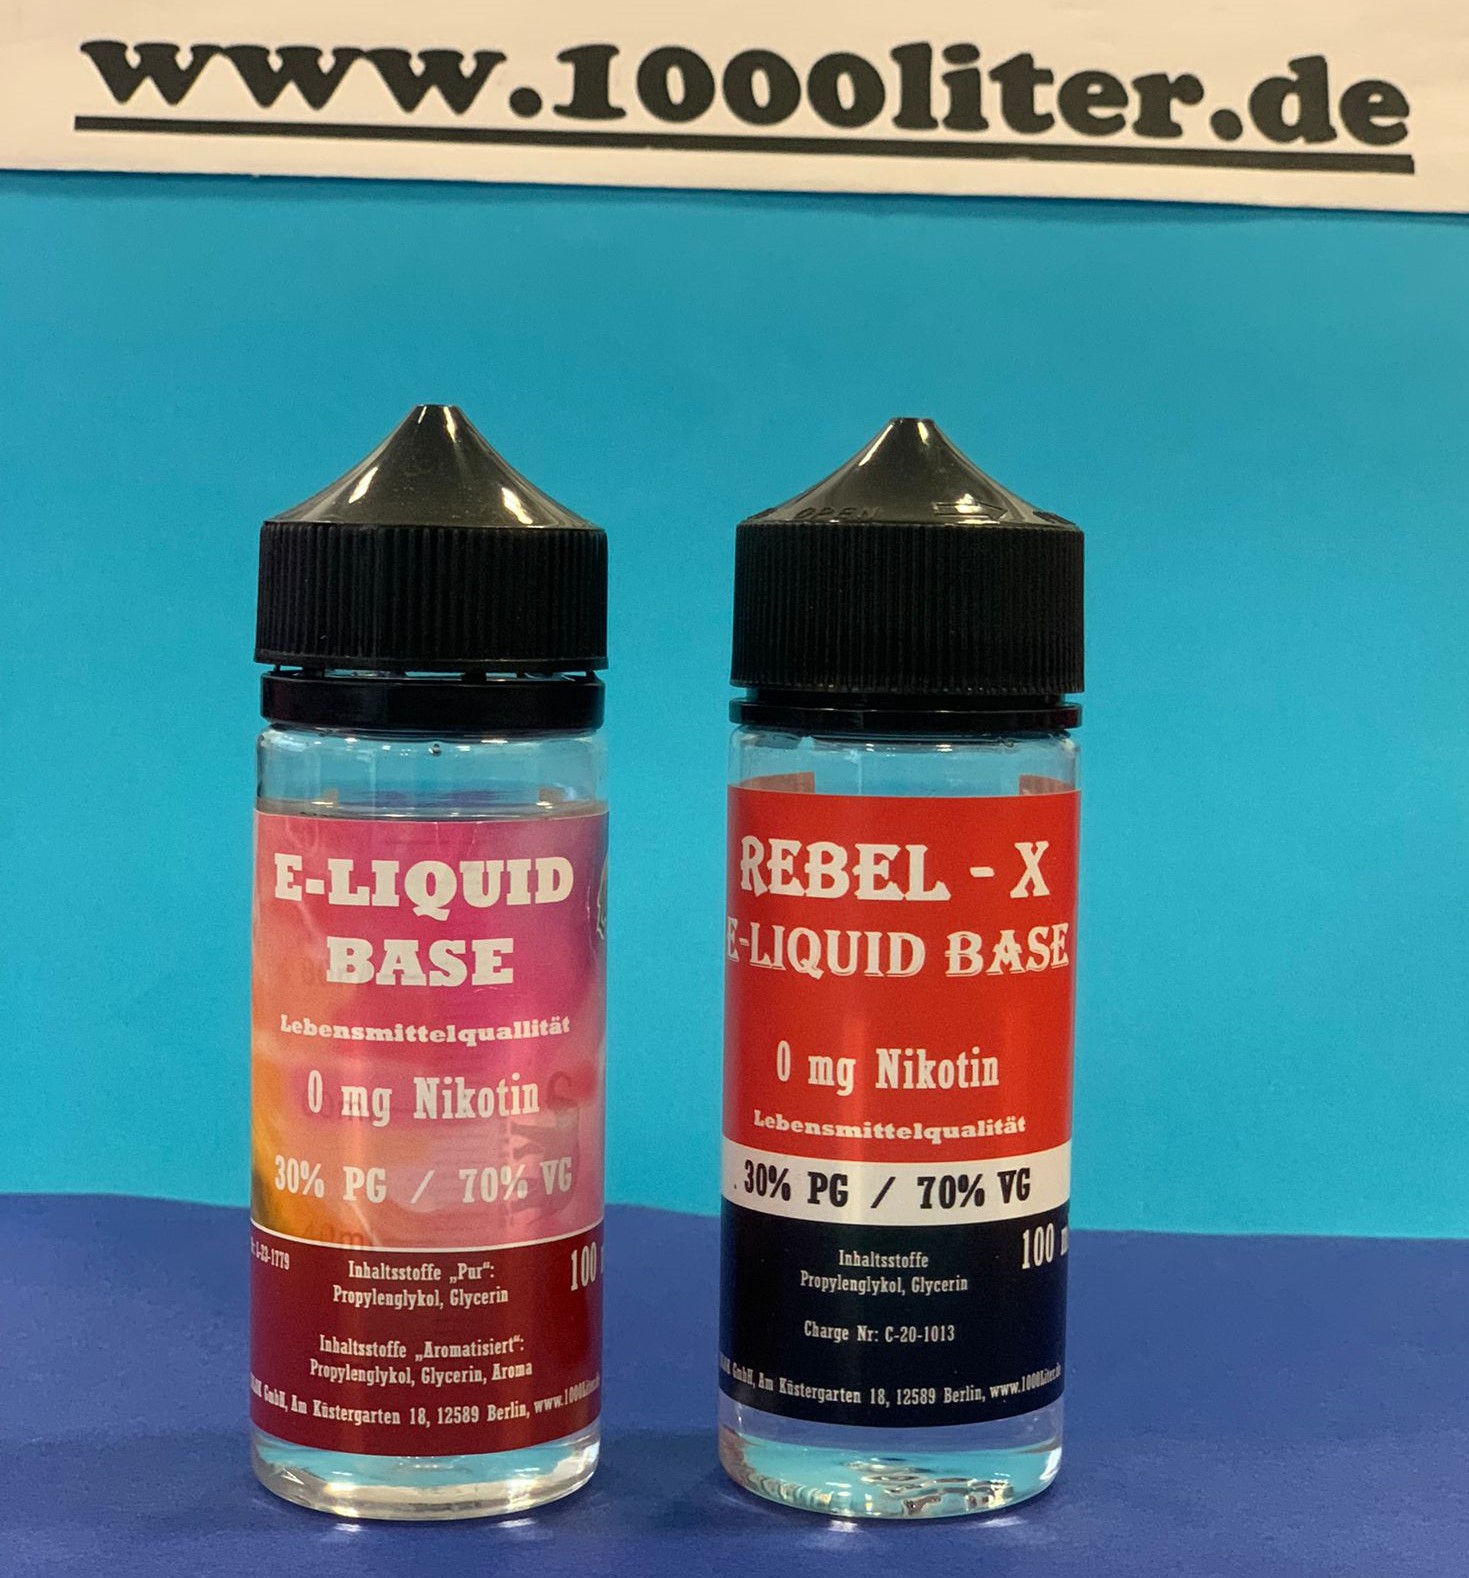 www.1000liter.de
E-LIQUID
BASE
Lebensmittelquallität
0 mg Nikotin
30% PG / 70% VG
100
Inhaltsstoffe „Pur“:
Propylenglykol, Glycerin
Inhaltsstoffe „Aromatisiert“:
Propylenglykol, Glycerin, Aroma
GmbH, Am Küstergarten 18, 12589 Berlin, www.1000Liter.de
OPEN
REBEL - X
E-LIQUID BASE
0 mg Nikotin
Lebensmittelqualität
30% PG / 70% VG
100 m
Inhaltsstoffe
Propylenglykol, Glycerin
Charge Nr: C-20-1013
GmbH, Am Küstergarten 18, 12589 Berlin, www.1000Liter.de